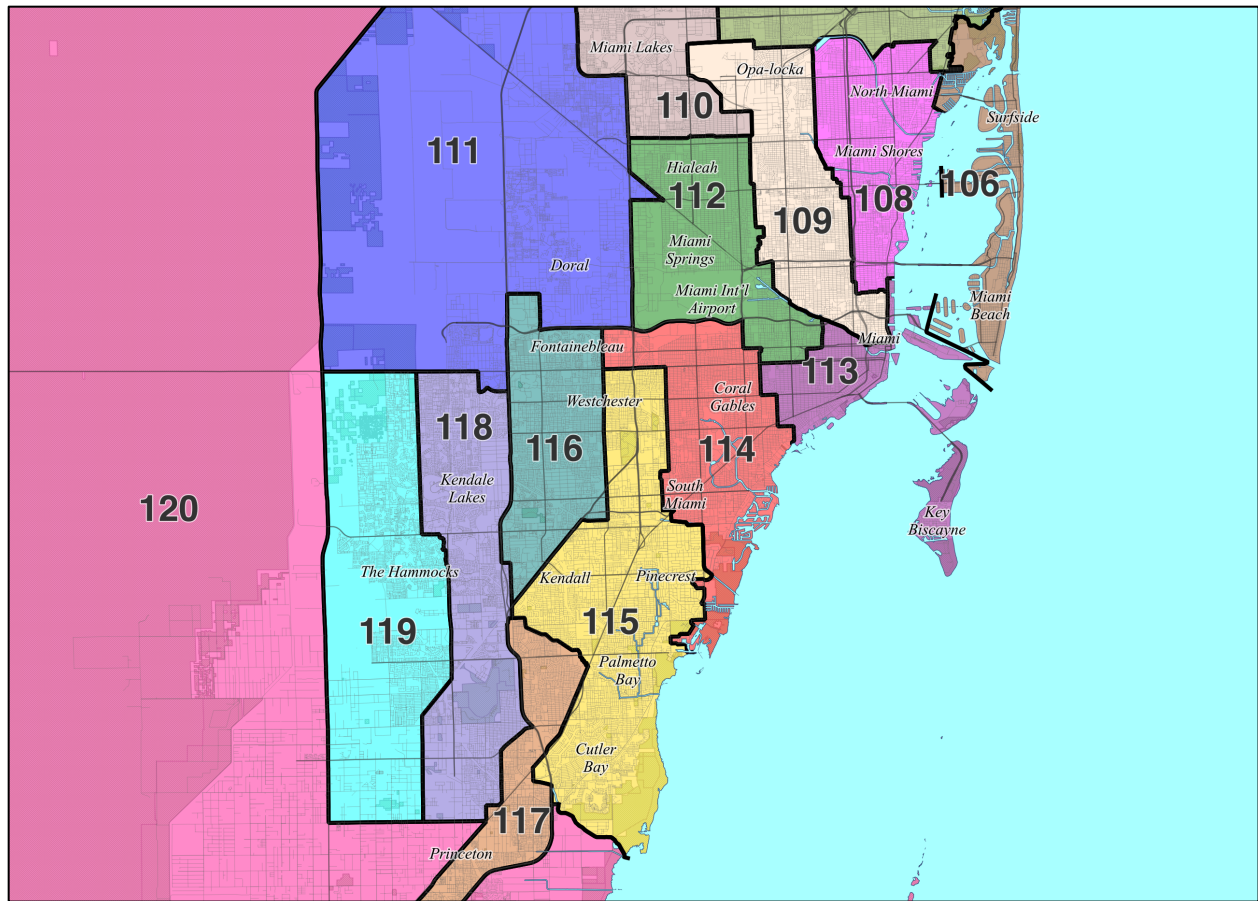 Miami Lakes
Opa-locka
110
North Miami
Surfside
111
Miami Shores
Hialeah
112
106
108
109
Miami
Springs
Doral
Miami Int'l
Airport
Miami
Beach
Fontainebleau
Miami
113
Westchester
Coral
Gables
118
116
114
Kendale
Lakes
South
Miami
120
Key
Biscayne
The Hammocks
Kendall
Pinecrest
119
115
Palmetto
Bay
Cutler
Bay
117
Princeton